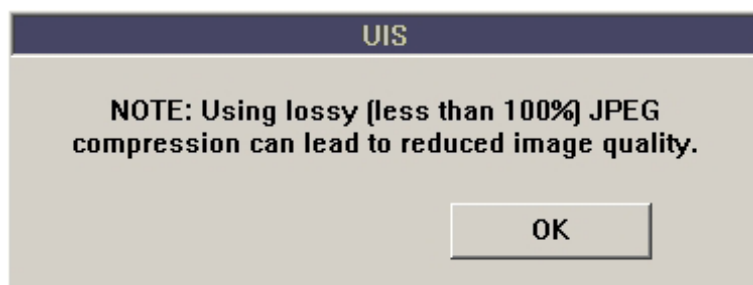 UIS
NOTE: Using lossy (less than 100%) JPEG
compression can lead to reduced image quality.
OK